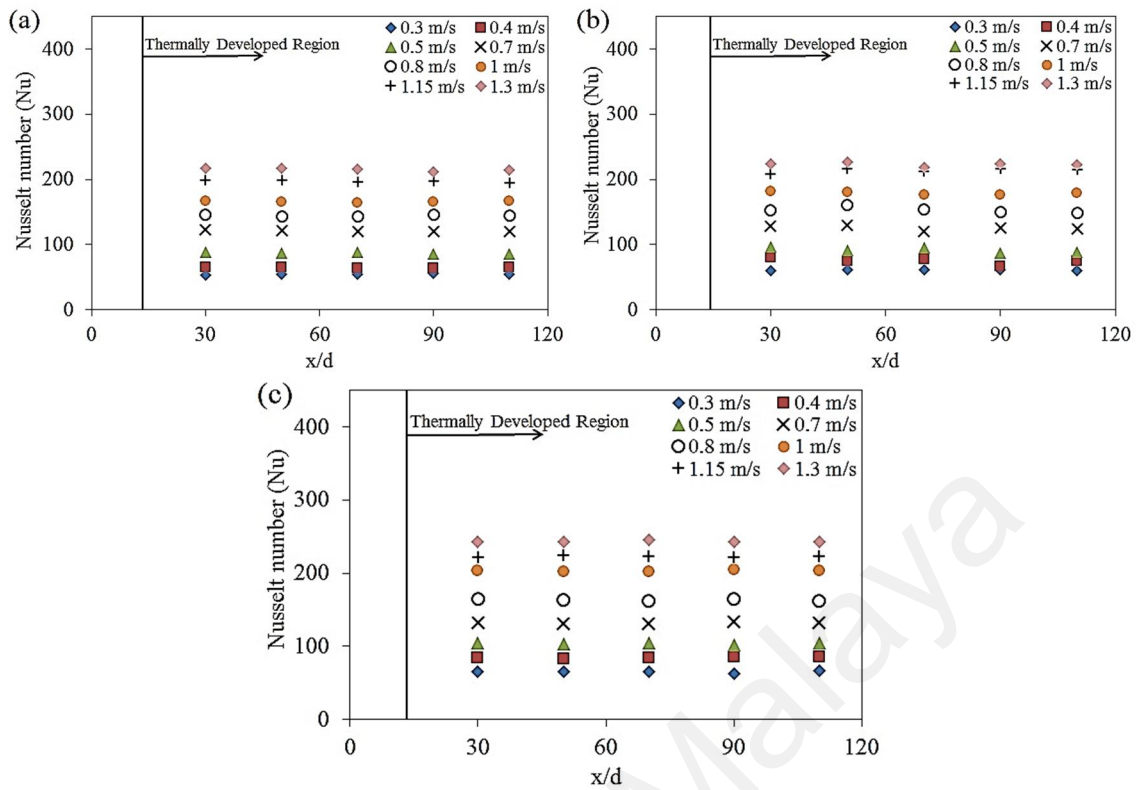 (a)
0.3 m/s 0.4 m/s
0.5 m/s 0.7 m/s
0.8 m/s 1 m/s
1.15 m/s 1.3 m/s
Thermally Developed Region
Nusselt number (Nu)
400
300
200
100
0
0 30 60 90 120
x/d
(b)
0.3 m/s 0.4 m/s
0.5 m/s 0.7 m/s
0.8 m/s 1 m/s
1.15 m/s 1.3 m/s
Thermally Developed Region
Nusselt number (Nu)
400
300
200
100
0
0 30 60 90 120
x/d
(c)
0.3 m/s 0.4 m/s
0.5 m/s 0.7 m/s
0.8 m/s 1 m/s
1.15 m/s 1.3 m/s
Thermally Developed Region
Nusselt number (Nu)
400
300
200
100
0
0 30 60 90 120
x/d
Malaya